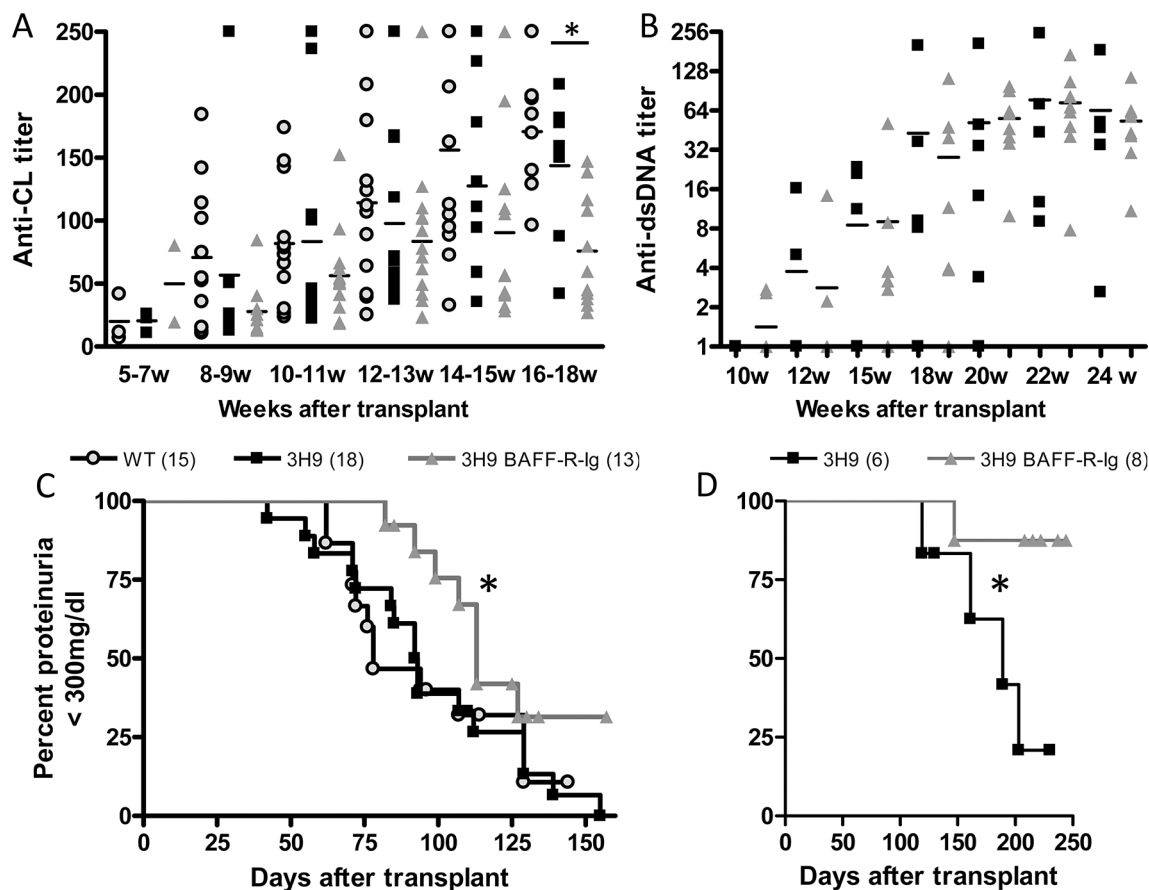 A
B
*
Anti-CL titer
250
200
150
100
50
0
5-7w 8-9w 10-11w 12-13w 14-15w 16-18w
Weeks after transplant
Anti-dsDNA titer
256
128
64
32
16
8
4
2
1
10w 12w 15w 18w 20w 22w 24 w
Weeks after transplant
WT (15) 3H9 (18) 3H9 BAFF-R-Ig (13)
3H9 (6) 3H9 BAFF-R-Ig (8)
C
D
Percent proteinuria
< 300mg/dl
100
75
50
25
0
*
0 25 50 75 100 125 150
Days after transplant
100
75
50
25
0
*
0 50 100 150 200 250
Days after transplant